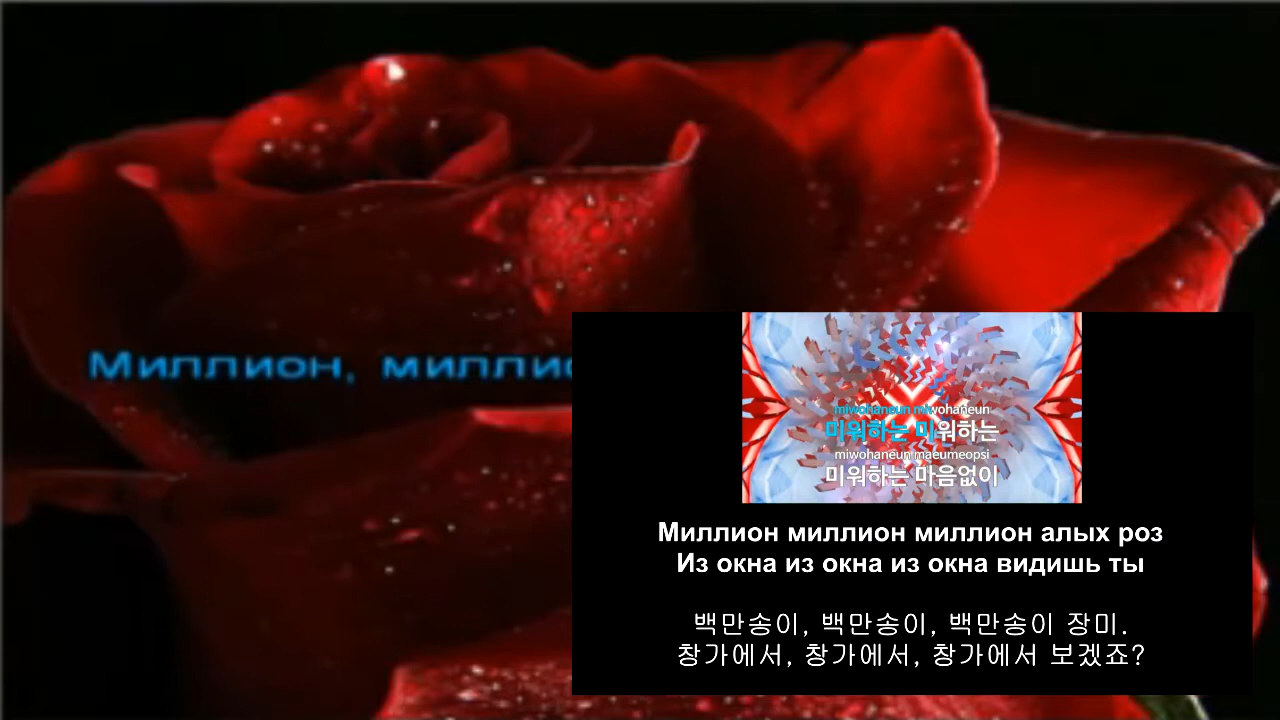 Миллион,
miwohaneun miwohaneun
미워하는 미워하는
miwohaneun maeumeopsi
미워하는 마음없이
Миллион миллион миллион алых роз
Из окна из окна из окна видишь ты
백만송이, 백만송이, 백만송이 장미.
창가에서, 창가에서, 창가에서 보겠죠?